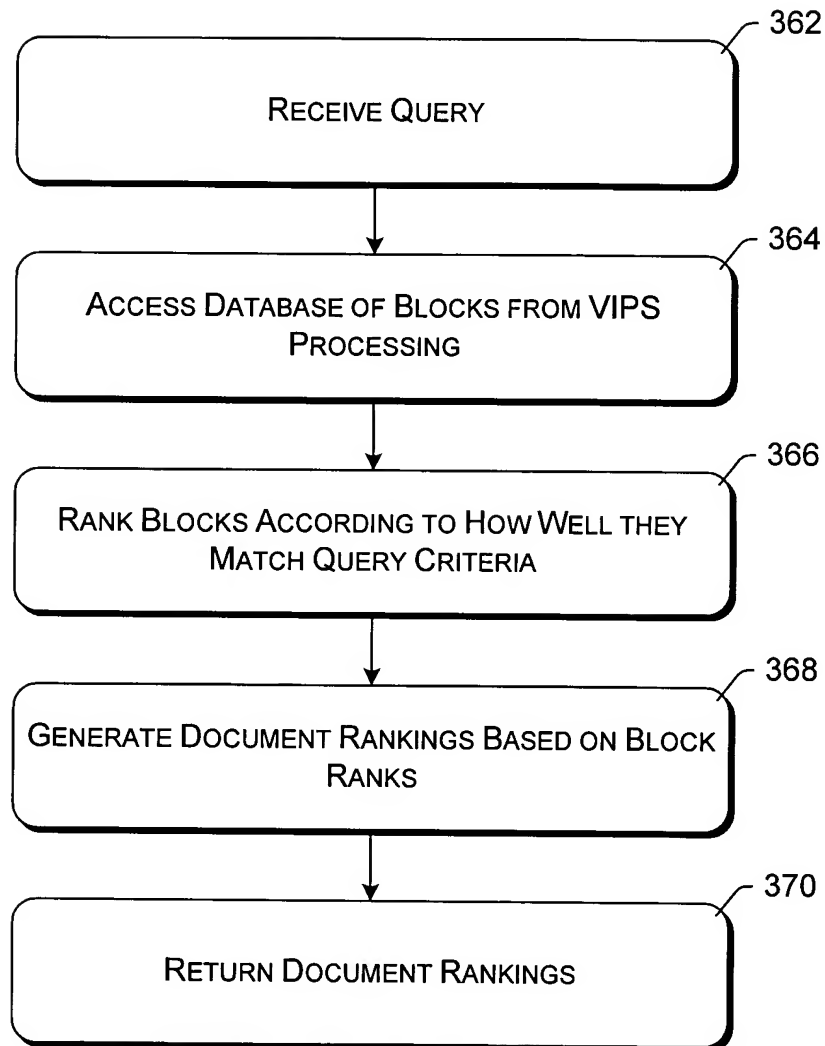 362
RECEIVE QUERY
364
ACCESS DATABASE OF BLOCKS FROM VIPS
PROCESSING
366
RANK BLOCKS ACCORDING TO HOW WELL THEY
MATCH QUERY CRITERIA
368
GENERATE DOCUMENT RANKINGS BASED ON BLOCK
RANKS
370
RETURN DOCUMENT RANKINGS